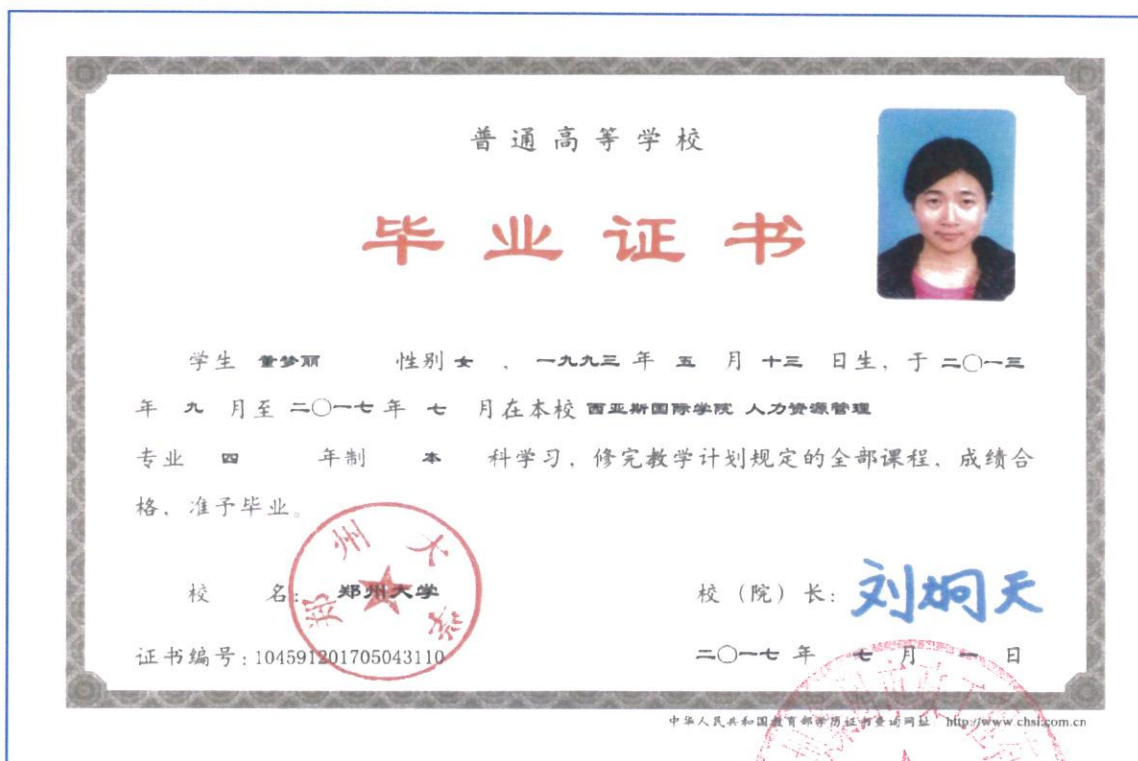 普通高等学校
毕业证书
学生 董梦丽 性别 女 ，一九九三 年 五 月 十三 日生，于 二〇一三
年 九 月至 二〇一七 年 七 月在本校 西亚斯国际学院 人力资源管理
专业 四 年制 本 科学习，修完教学计划规定的全部课程，成绩合
格，准予毕业。
郑州大学
校 名：郑州大学 校（院）长：刘炯天
证书编号：104591201705043110 二〇一七 年 七 月 一 日
中华人民共和国教育部学历证书查询网址 http://www.chsi.com.cn